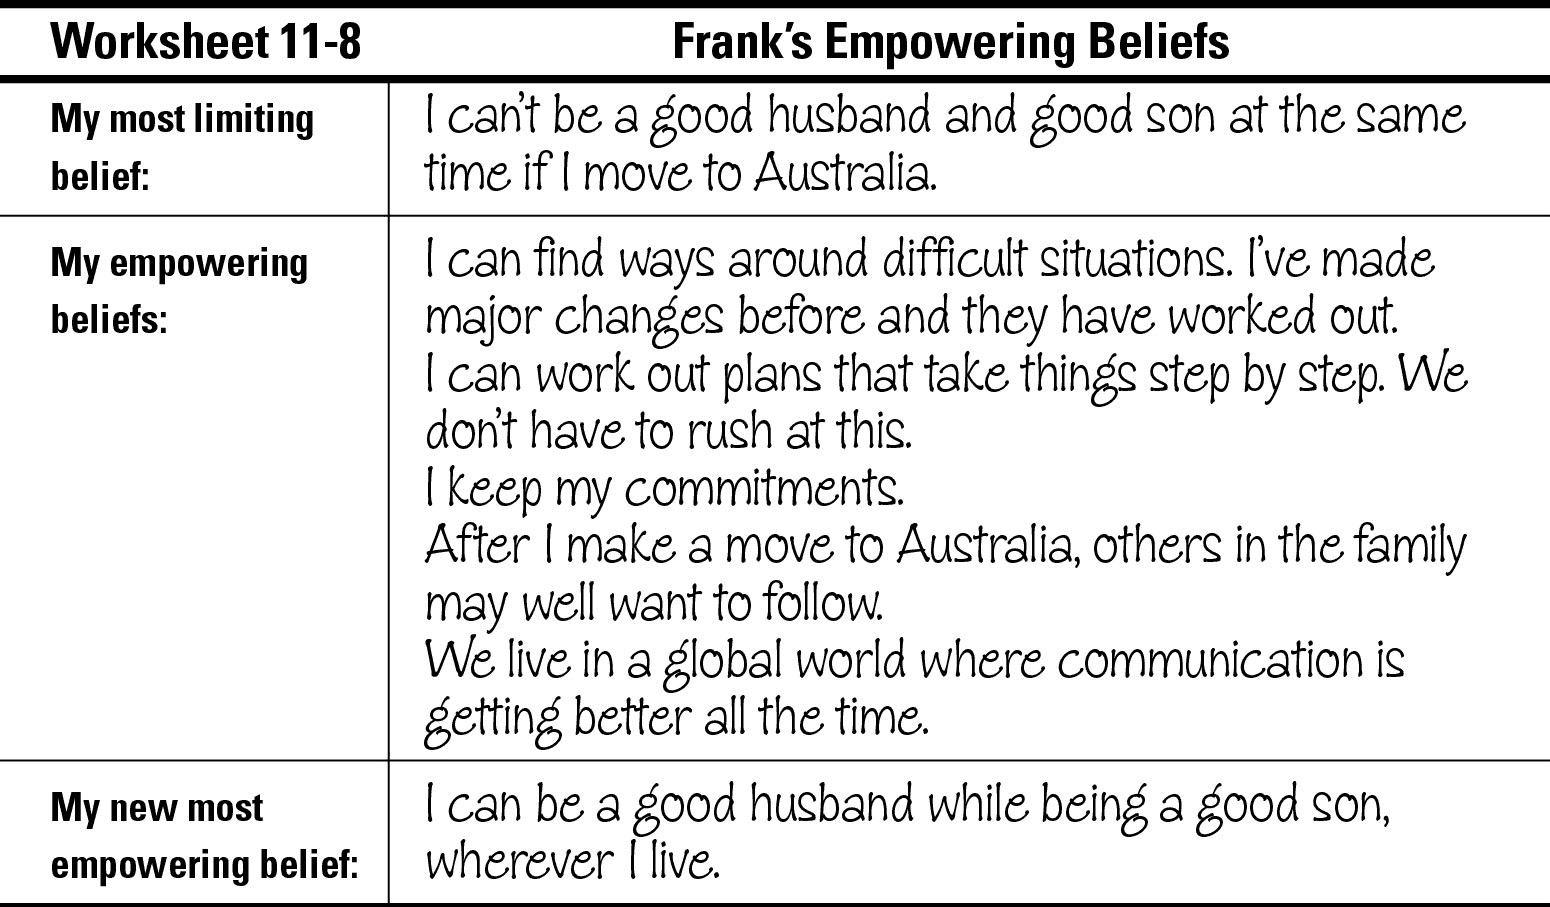 Worksheet 11-8 Frank's Empowering Beliefs
My most limiting
belief:
I can't be a good husband and good son at the same
time if I move to Australia.
My empowering
beliefs:
I can find ways around difficult situations. I've made
major changes before and they have worked out.
I can work out plans that take things step by step. We
don't have to rush at this.
I keep my commitments.
After I make a move to Australia, others in the family
may well want to follow.
We live in a global world where communication is
getting better all the time.
My new most
empowering belief:
I can be a good husband while being a good son,
wherever I live.